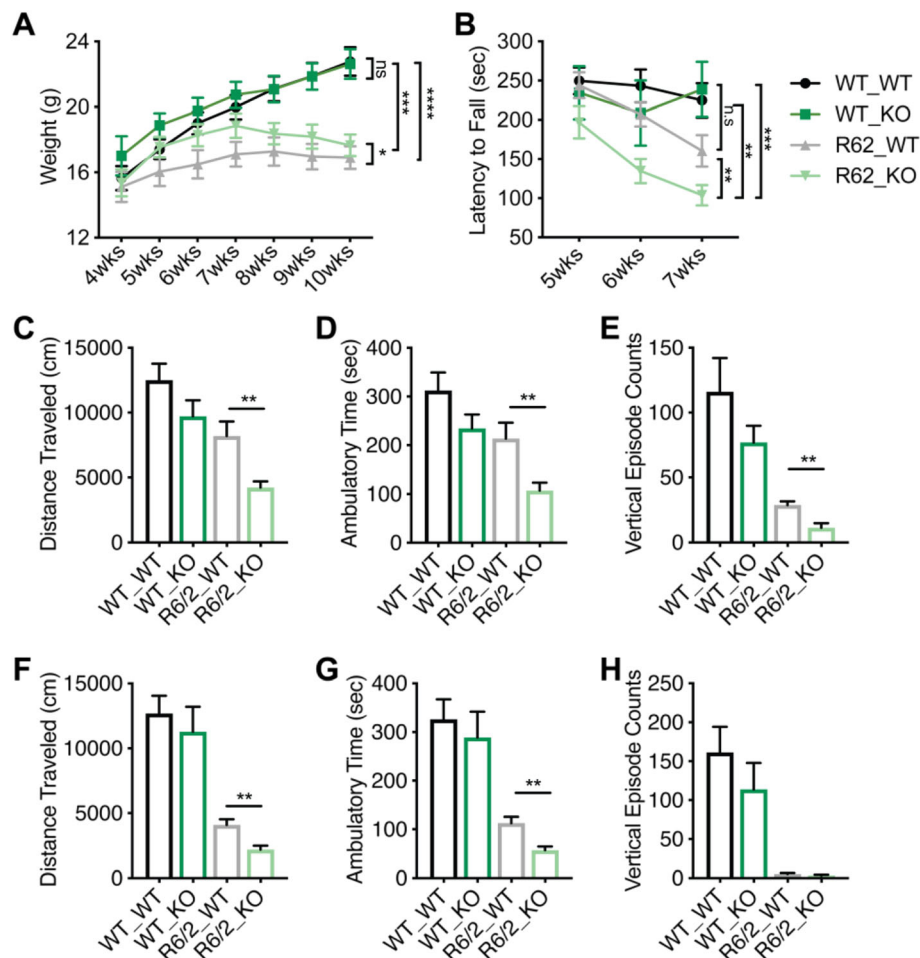 A
Weight (g)
24
20
16
12
4wks
5wks
6wks
7wks
8wks
9wks
10wks
ns
***
****
*
B
Latency to Fall (sec)
300
250
200
150
100
50
5wks
6wks
7wks
n.s
**
**
***
WT_WT
WT_KO
R62_WT
R62_KO
C
Distance Traveled (cm)
15000
10000
5000
0
**
WT_WT
WT_KO
R6/2_WT
R6/2_KO
D
Ambulatory Time (sec)
400
300
200
100
0
**
WT_WT
WT_KO
R6/2_WT
R6/2_KO
E
Vertical Episode Counts
150
100
50
0
**
WT_WT
WT_KO
R6/2_WT
R6/2_KO
F
Distance Traveled (cm)
15000
10000
5000
0
**
WT_WT
WT_KO
R6/2_WT
R6/2_KO
G
Ambulatory Time (sec)
400
300
200
100
0
**
WT_WT
WT_KO
R6/2_WT
R6/2_KO
H
Vertical Episode Counts
250
200
150
100
50
0
WT_WT
WT_KO
R6/2_WT
R6/2_KO